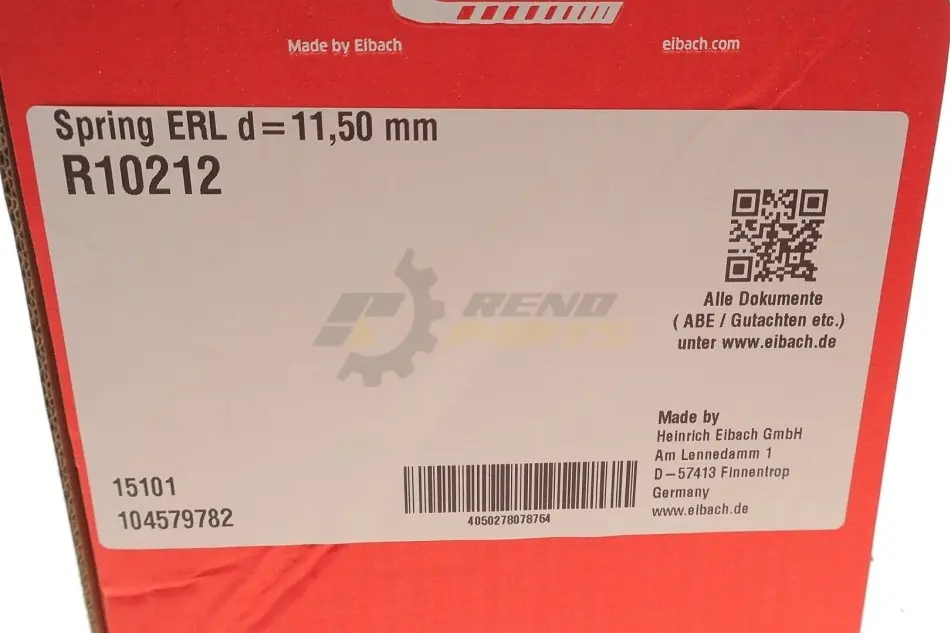 Made by Eibach
eibach.com
Spring ERL d=11,50 mm
R10212
Alle Dokumente
( ABE / Gutachten etc.)
unter www.eibach.de
RENO
PARTS
Made by
Heinrich Eibach GmbH
Am Lennedamm 1
D-57413 Finnentrop
Germany
www.eibach.de
15101
104579782
4050278078764